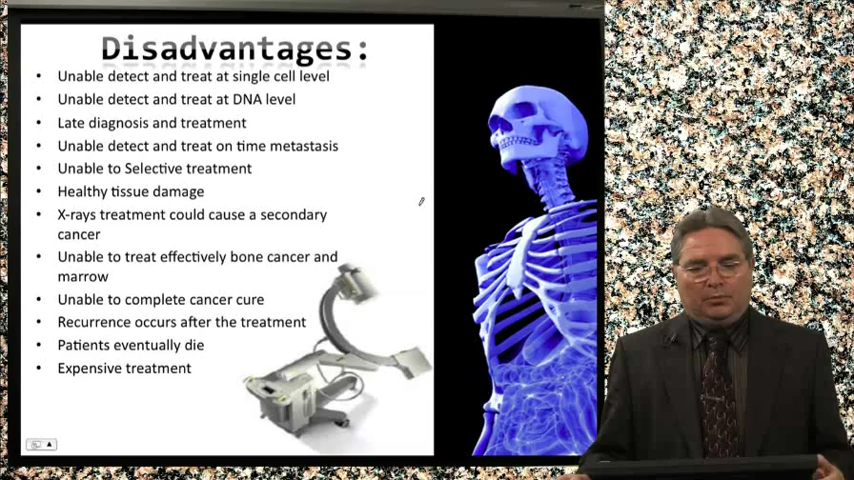 Disadvantages:
• Unable detect and treat at single cell level
• Unable detect and treat at DNA level
• Late diagnosis and treatment
• Unable detect and treat on time metastasis
• Unable to Selective treatment
• Healthy tissue damage
• X-rays treatment could cause a secondary
cancer
• Unable to treat effectively bone cancer and
marrow
• Unable to complete cancer cure
• Recurrence occurs after the treatment
• Patients eventually die
• Expensive treatment